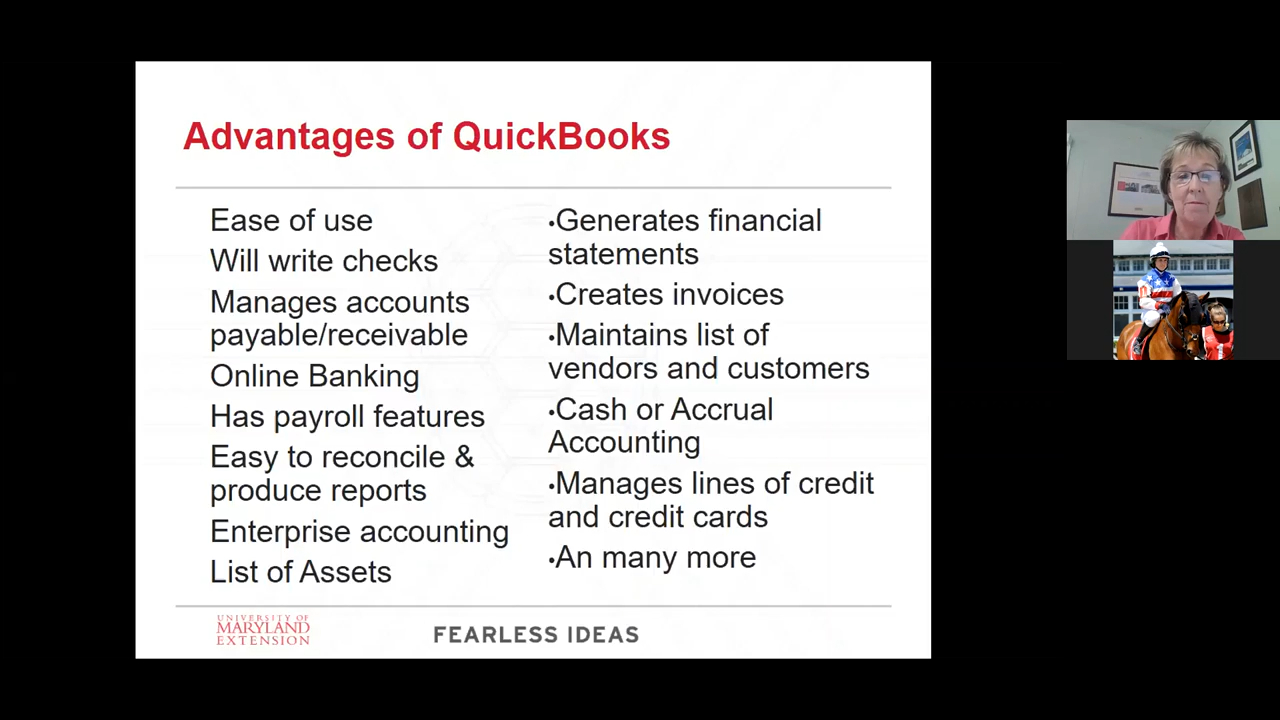 Advantages of QuickBooks
Ease of use
Will write checks
Manages accounts
payable/receivable
Online Banking
Has payroll features
Easy to reconcile &
produce reports
Enterprise accounting
List of Assets
•Generates financial
statements
•Creates invoices
•Maintains list of
vendors and customers
•Cash or Accrual
Accounting
•Manages lines of credit
and credit cards
•An many more
UNIVERSITY OF
MARYLAND
EXTENSION
FEARLESS IDEAS
1